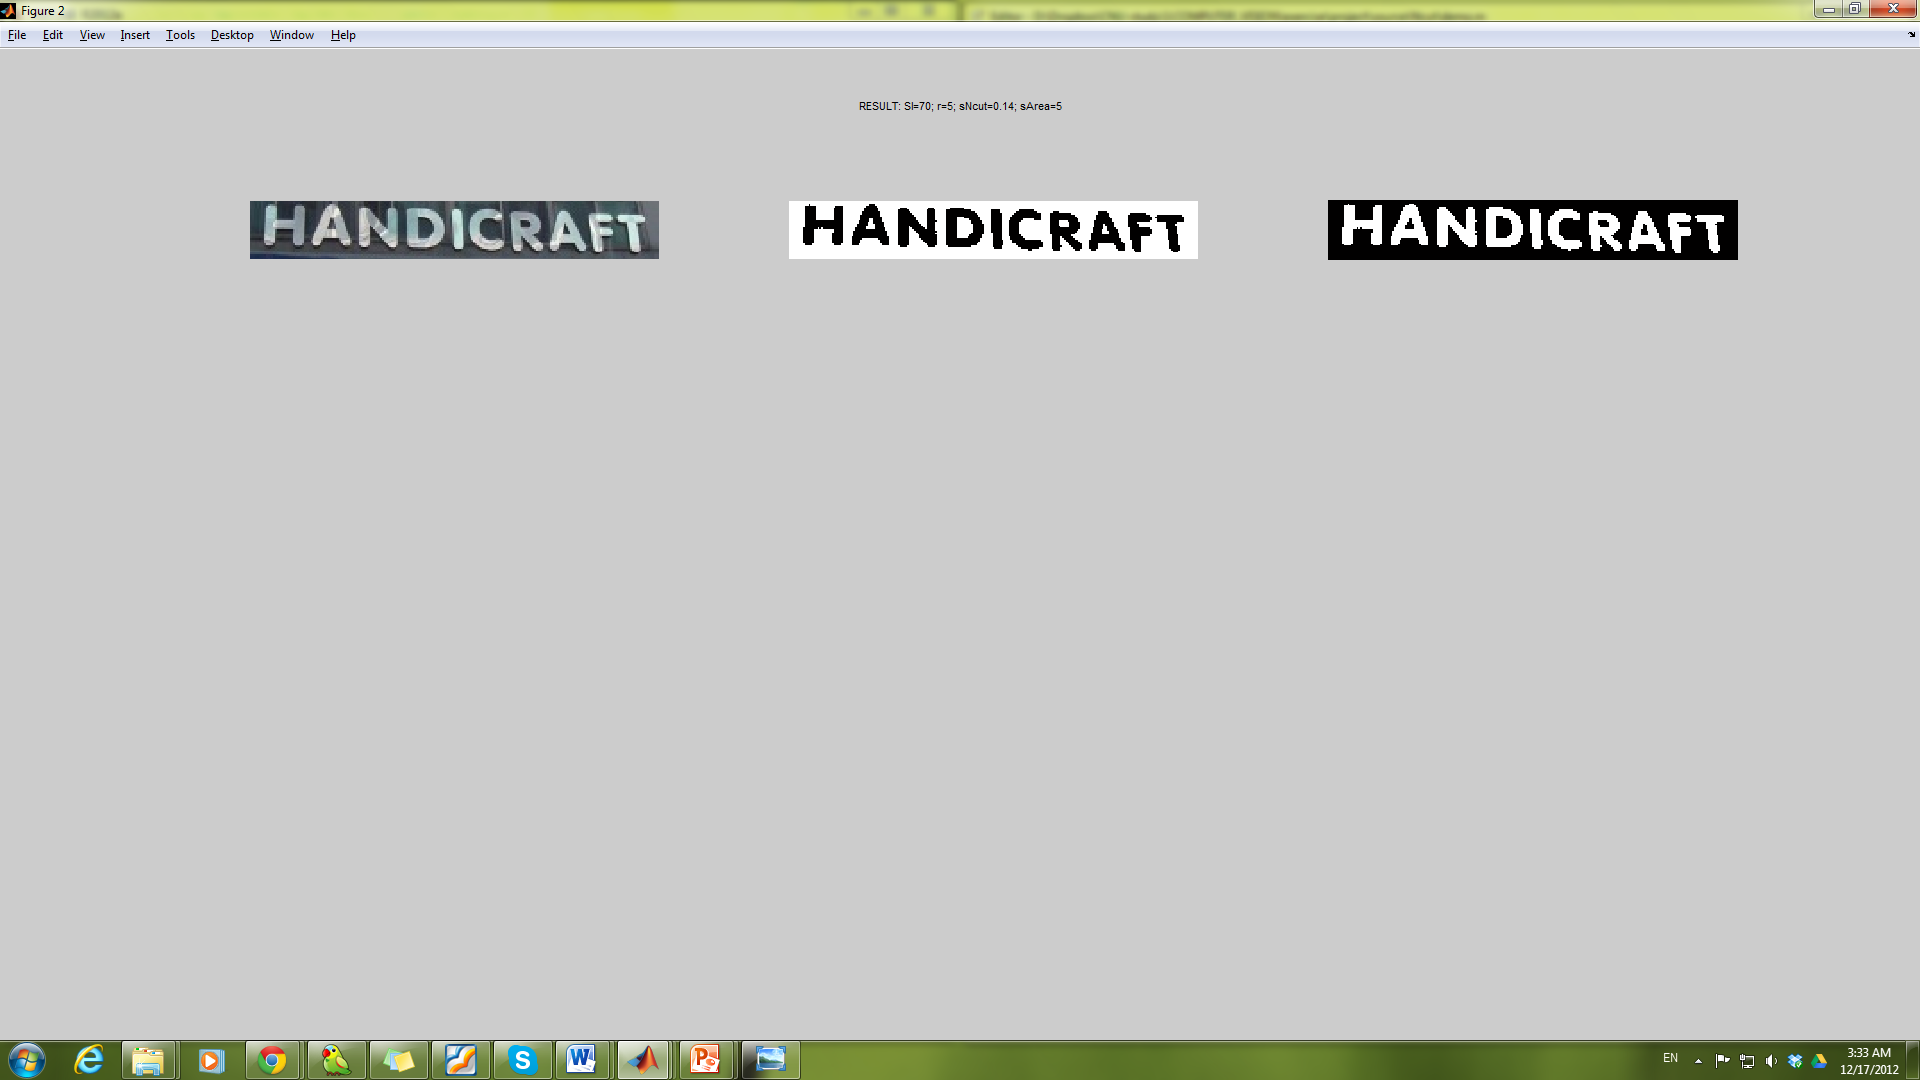 Figure 2
File Edit View Insert Tools Desktop Window Help
RESULT: SI=70; r=5; sNcut=0.14; sArea=5
HANDICRAFT HANDICRAFT HANDICRAFT
EN 3:33 AM
12/17/2012